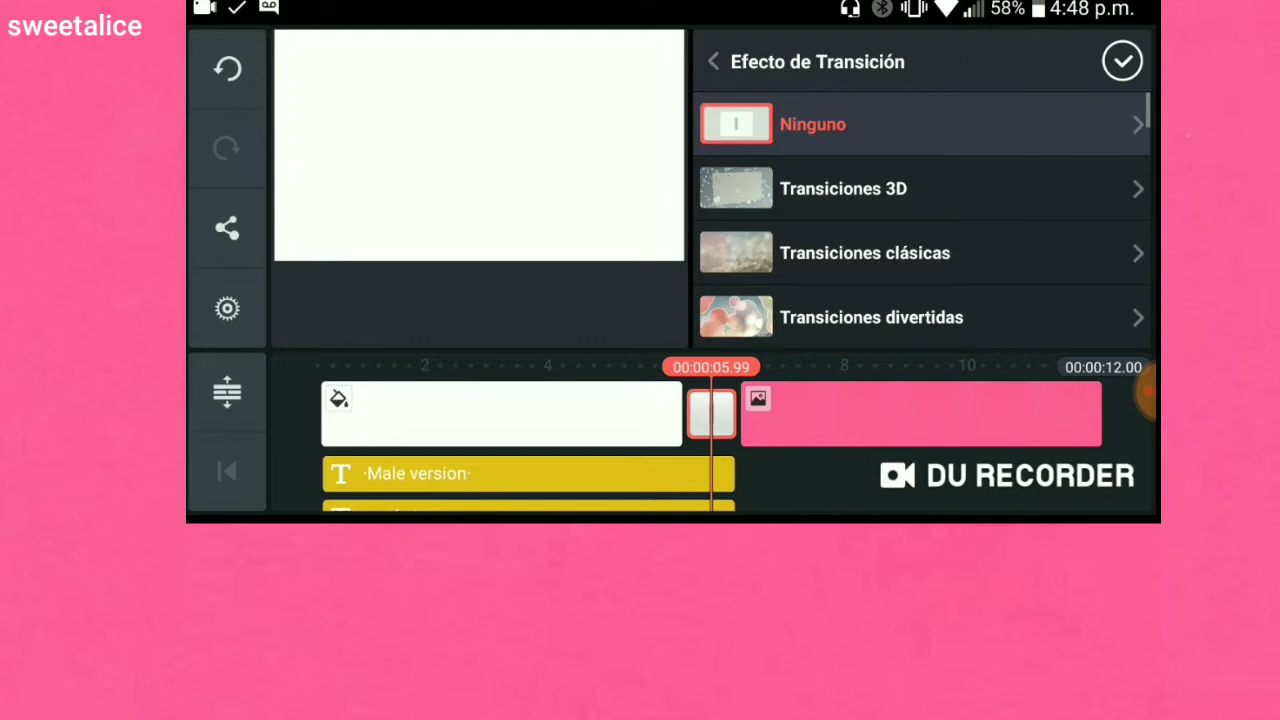 sweetalice
58% 4:48 p.m.
Efecto de Transición
Ninguno
Transiciones 3D
Transiciones clásicas
Transiciones divertidas
2 4 00:00:05.99 8 10 00:00:12.00
T ·Male version·
DU RECORDER